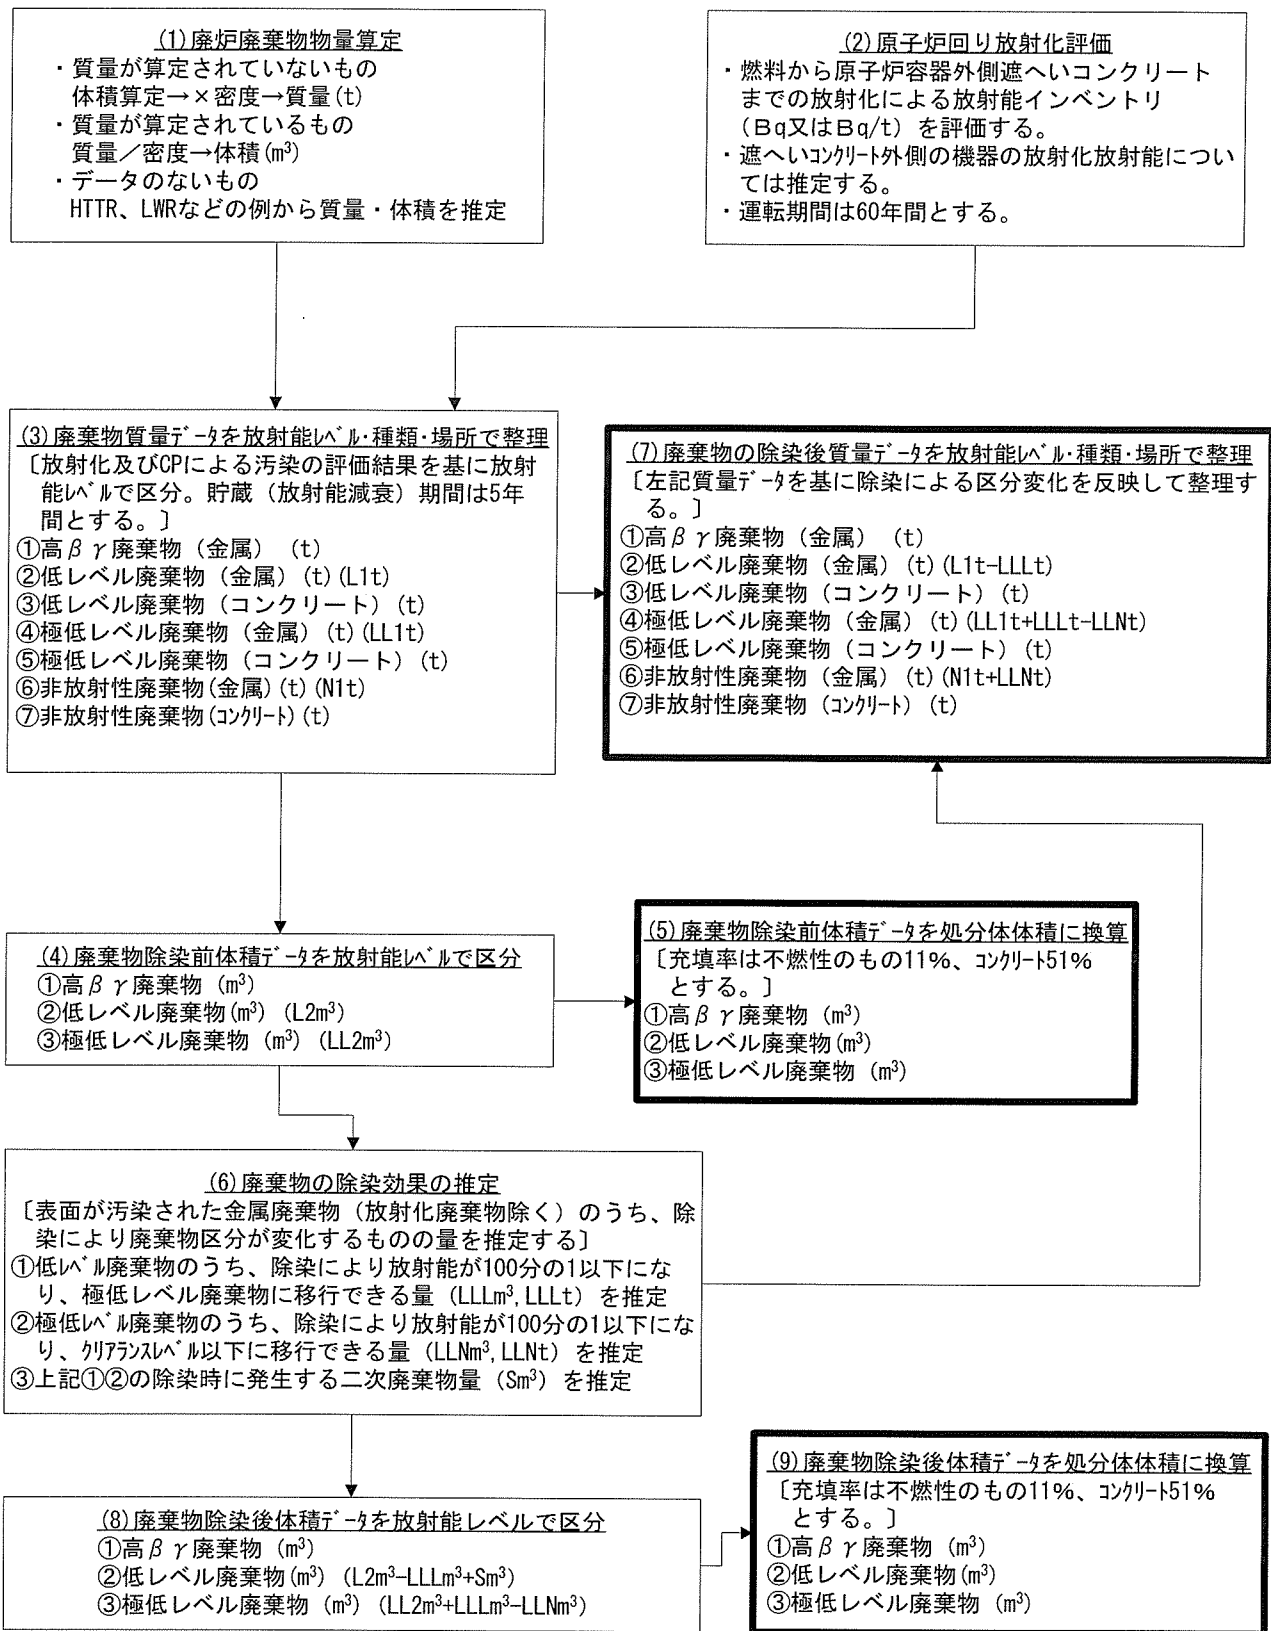 (1)廃炉廃棄物物量算定
・質量が算定されていないもの
体積算定→×密度→質量(t)
・質量が算定されているもの
質量／密度→体積(m³)
・データのないもの
HTTR、LWRなどの例から質量・体積を推定
(2)原子炉回り放射化評価
・燃料から原子炉容器外側遮へいコンクリート
までの放射化による放射能インベントリ
（Bq又はBq/t）を評価する。
・遮へいｺﾝｸﾘｰﾄ外側の機器の放射化放射能につい
ては推定する。
・運転期間は60年間とする。
(3)廃棄物質量ﾃﾞｰﾀを放射能ﾚﾍﾞﾙ・種類・場所で整理
〔放射化及びCPによる汚染の評価結果を基に放射
能ﾚﾍﾞﾙで区分。貯蔵（放射能減衰）期間は5年
間とする。〕
①高βγ廃棄物（金属） (t)
②低レベル廃棄物（金属）(t)(L1t)
③低レベル廃棄物（コンクリート）(t)
④極低レベル廃棄物（金属）(t)(LL1t)
⑤極低レベル廃棄物（コンクリート）(t)
⑥非放射性廃棄物(金属)(t)(N1t)
⑦非放射性廃棄物(ｺﾝｸﾘｰﾄ)(t)
(7)廃棄物の除染後質量ﾃﾞｰﾀを放射能ﾚﾍﾞﾙ・種類・場所で整理
〔左記質量データを基に除染による区分変化を反映して整理す
る。〕
①高βγ廃棄物（金属） (t)
②低レベル廃棄物（金属）(t)(L1t-LLLt)
③低レベル廃棄物（コンクリート）(t)
④極低レベル廃棄物（金属）(t)(LL1t+LLLt-LLNt)
⑤極低レベル廃棄物（コンクリート）(t)
⑥非放射性廃棄物（金属）(t)(N1t+LLNt)
⑦非放射性廃棄物（ｺﾝｸﾘｰﾄ）(t)
(4)廃棄物除染前体積ﾃﾞｰﾀを放射能ﾚﾍﾞﾙで区分
①高βγ廃棄物 (m³)
②低レベル廃棄物(m³) (L2m³)
③極低レベル廃棄物 (m³) (LL2m³)
(5)廃棄物除染前体積ﾃﾞｰﾀを処分体体積に換算
〔充填率は不燃性のもの11%、ｺﾝｸﾘｰﾄ51%
とする。〕
①高βγ廃棄物 (m³)
②低レベル廃棄物(m³)
③極低レベル廃棄物 (m³)
(6)廃棄物の除染効果の推定
〔表面が汚染された金属廃棄物（放射化廃棄物除く）のうち、除
染により廃棄物区分が変化するものの量を推定する〕
①低ﾚﾍﾞﾙ廃棄物のうち、除染により放射能が100分の1以下にな
り、極低レベル廃棄物に移行できる量（LLLm³,LLLt）を推定
②極低ﾚﾍﾞﾙ廃棄物のうち、除染により放射能が100分の1以下にな
り、ｸﾘｱﾗﾝｽﾚﾍﾞﾙ以下に移行できる量（LLNm³,LLNt）を推定
③上記①②の除染時に発生する二次廃棄物量（Sm³）を推定
(8)廃棄物除染後体積ﾃﾞｰﾀを放射能レベルで区分
①高βγ廃棄物 (m³)
②低レベル廃棄物(m³) (L2m³-LLLm³+Sm³)
③極低レベル廃棄物 (m³) (LL2m³+LLLm³-LLNm³)
(9)廃棄物除染後体積ﾃﾞｰﾀを処分体体積に換算
〔充填率は不燃性のもの11%、ｺﾝｸﾘｰﾄ51%
とする。〕
①高βγ廃棄物 (m³)
②低レベル廃棄物(m³)
③極低レベル廃棄物 (m³)